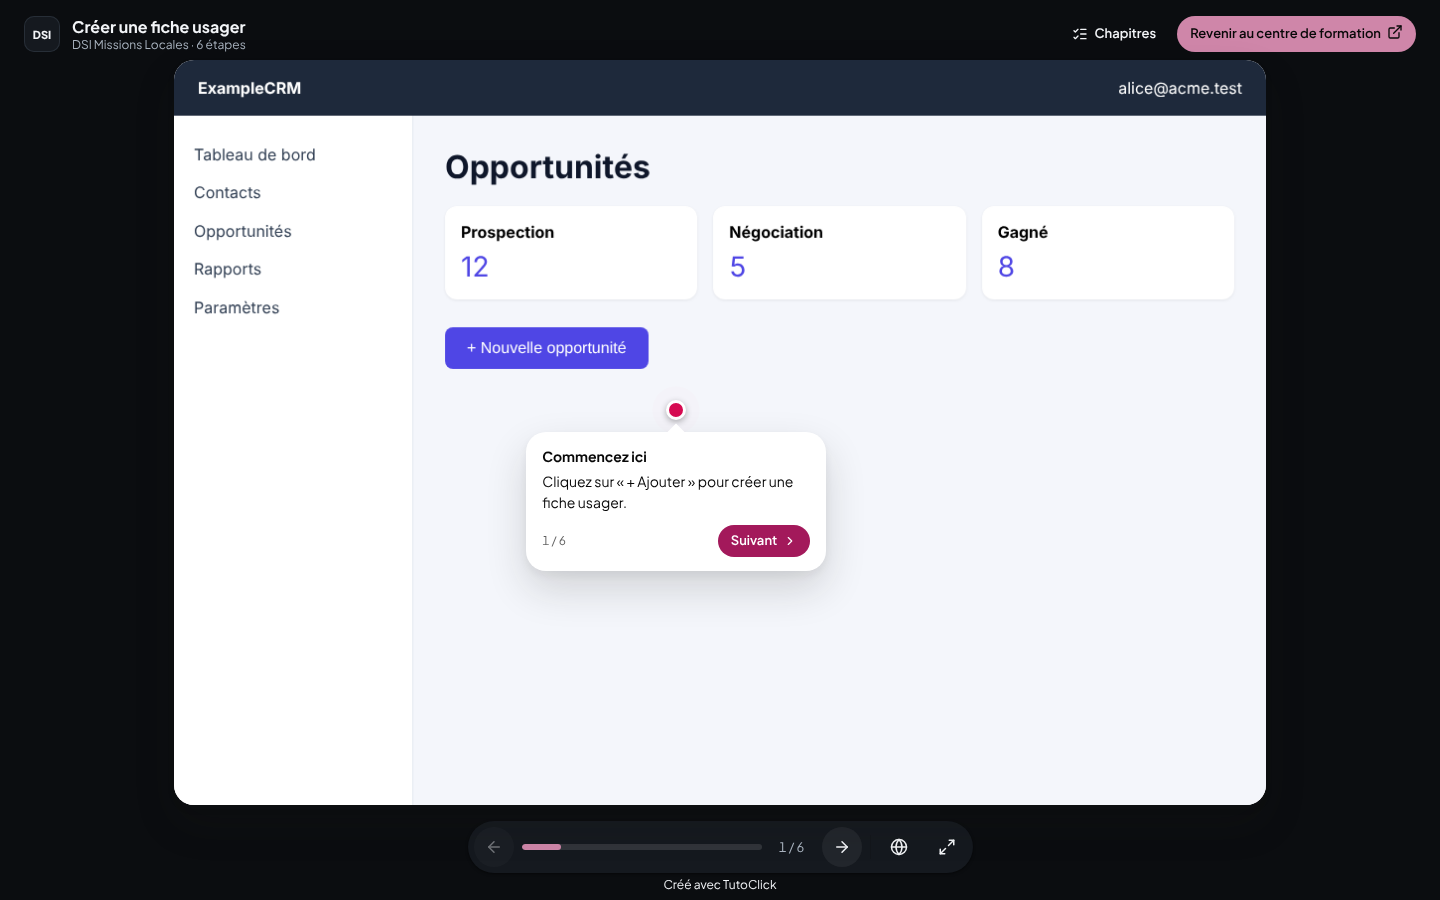 DSI
Créer une fiche usager
DSI Missions Locales · 6 étapes
Chapitres
Revenir au centre de formation
ExampleCRM
alice@acme.test
Tableau de bord
Contacts
Opportunités
Rapports
Paramètres
Opportunités
Prospection
12
Négociation
5
Gagné
8
+ Nouvelle opportunité
Commencez ici
Cliquez sur « + Ajouter » pour créer une
fiche usager.
1 / 6
Suivant
1 / 6
Créé avec TutoClick